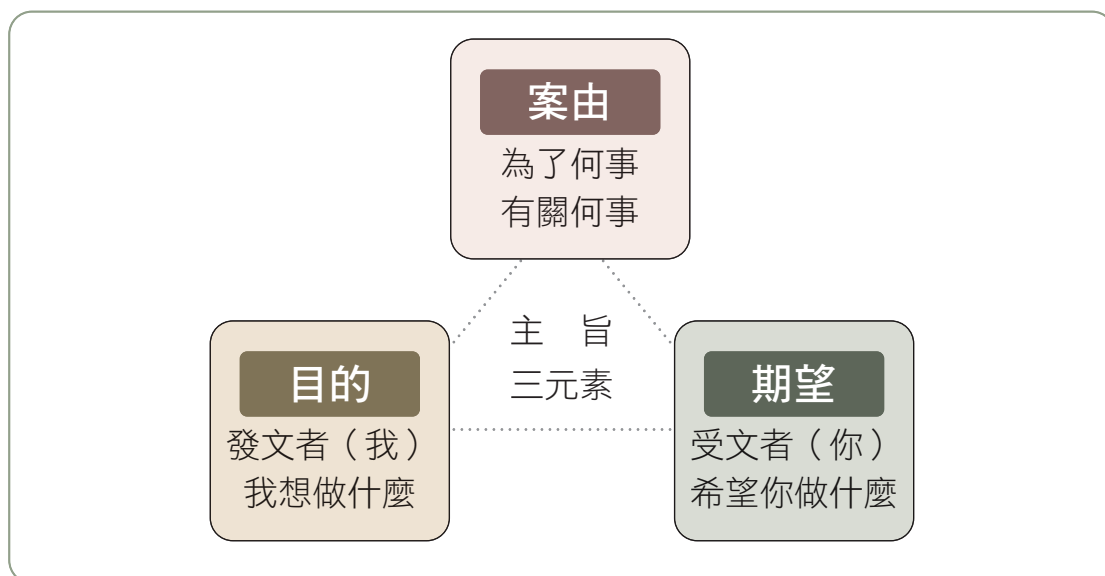 案由
為了何事
有關何事
主　旨
三元素
目的
發文者（我）
我想做什麼
期望
受文者（你）
希望你做什麼